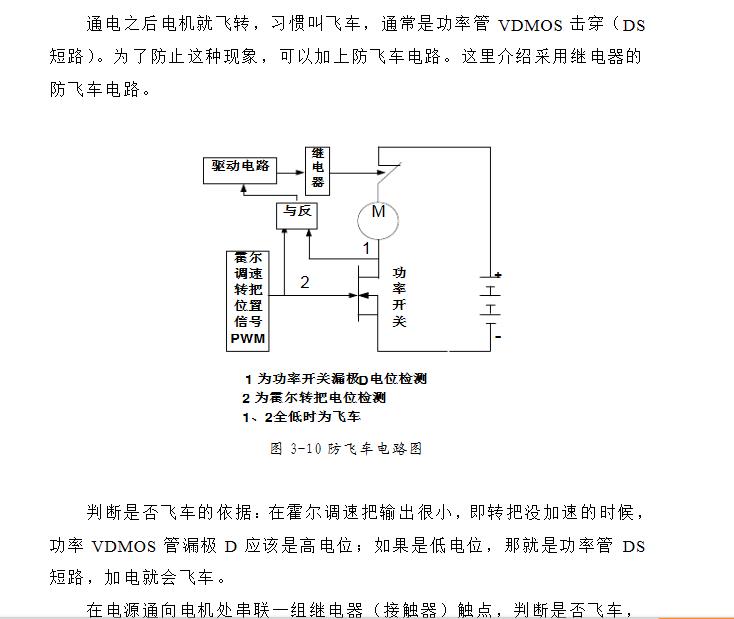 通电之后电机就飞转，习惯叫飞车，通常是功率管 VDMOS 击穿（DS
短路）。为了防止这种现象，可以加上防飞车电路。这里介绍采用继电器的
防飞车电路。
驱动电路
继
电
器
与反
M
1
霍尔
调速
转把
位置
信号
PWM
2
功
率
开
关
+
-
1 为功率开关漏极D电位检测
2 为霍尔转把电位检测
1、2全低时为飞车
图 3-10 防飞车电路图
判断是否飞车的依据：在霍尔调速把输出很小，即转把没加速的时候，
功率 VDMOS 管漏极 D 应该是高电位；如果是低电位，那就是功率管 DS
短路，加电就会飞车。
在电源通向电机处串联一组继电器（接触器）触点，判断是否飞车，